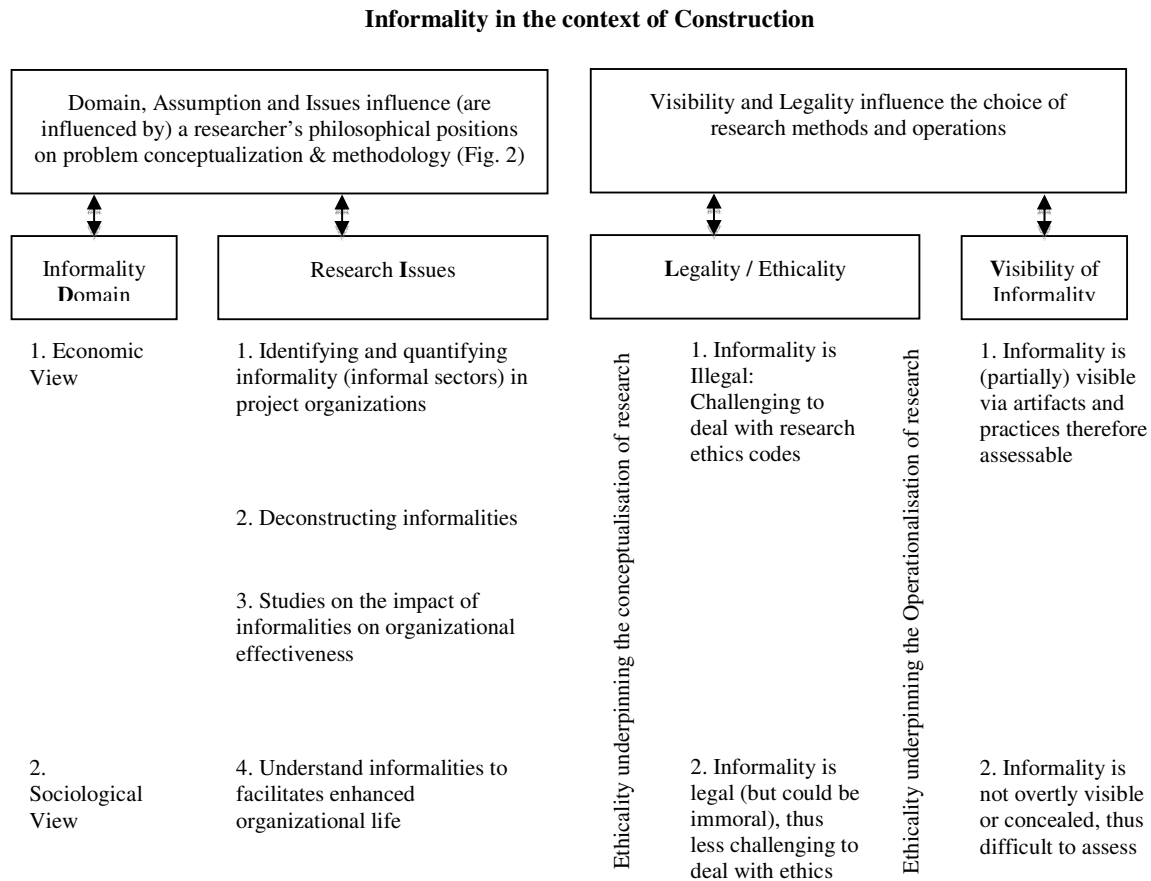 Informality in the context of Construction
Domain, Assumption and Issues influence (are
influenced by) a researcher's philosophical positions
on problem conceptualization & methodology (Fig. 2)
Visibility and Legality influence the choice of
research methods and operations
Informality
Domain
Research Issues
Legality / Ethicality
Visibility of
Informality
1. Economic
View
2.
Sociological
View
1. Identifying and quantifying
informality (informal sectors) in
project organizations
2. Deconstructing informalities
3. Studies on the impact of
informalities on organizational
effectiveness
4. Understand informalities to
facilitates enhanced
organizational life
Ethicality underpinning the conceptualisation of research
1. Informality is
Illegal:
Challenging to
deal with research
ethics codes
2. Informality is
legal (but could be
immoral), thus
less challenging to
deal with ethics
Ethicality underpinning the Operationalisation of research
1. Informality is
(partially) visible
via artifacts and
practices therefore
assessable
2. Informality is
not overtly visible
or concealed, thus
difficult to assess